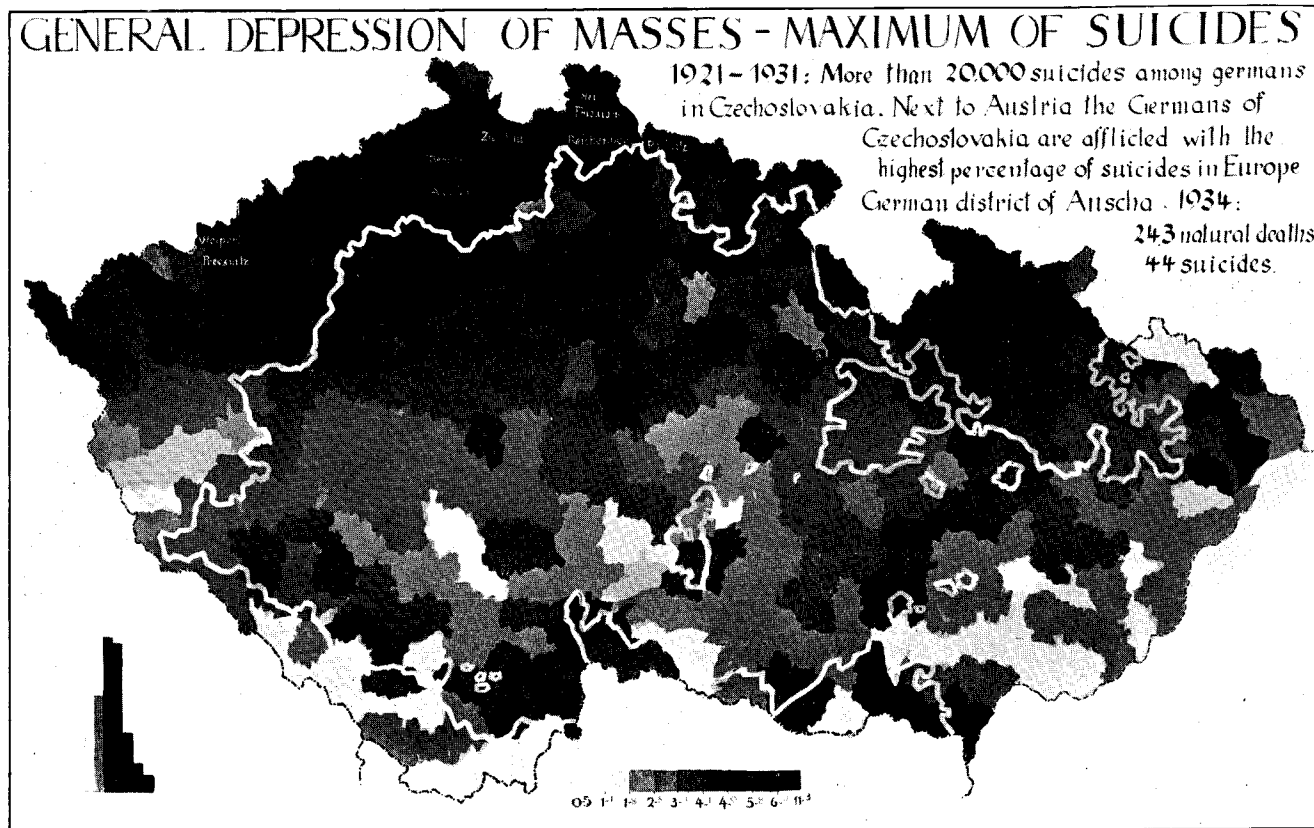 GENERAL DEPRESSION OF MASSES - MAXIMUM OF SUICIDES
1921-1931: More than 20.000 suicides among germans
in Czechoslovakia. Next to Austria the Germans of
Czechoslovakia are afflicted with the
highest percentage of suicides in Europe
German district of Auscha. 1934:
243 natural deaths
44 suicides.